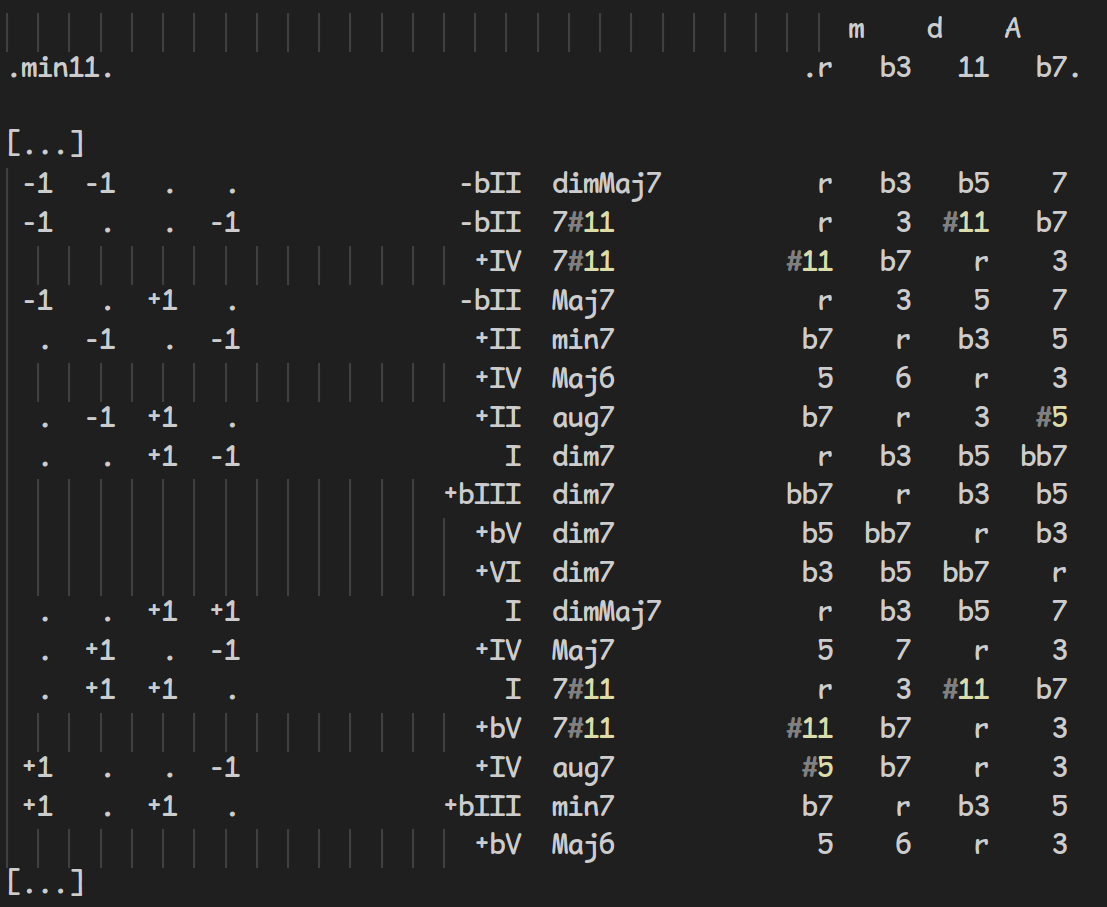 m d A
.min11. .r b3 11 b7.
[...]
-1 -1 . . -bII dimMaj7 r b3 b5 7
-1 . . -1 -bII 7#11 r 3 #11 b7
+IV 7#11 #11 b7 r 3
-1 . +1 . -bII Maj7 r 3 5 7
. -1 . -1 +II min7 b7 r b3 5
+IV Maj6 5 6 r 3
. -1 +1 . +II aug7 b7 r 3 #5
. . +1 -1 I dim7 r b3 b5 bb7
+bIII dim7 bb7 r b3 b5
+bV dim7 b5 bb7 r b3
+VI dim7 b3 b5 bb7 r
. . +1 +1 I dimMaj7 r b3 b5 7
. +1 . -1 +IV Maj7 5 7 r 3
. +1 +1 . I 7#11 r 3 #11 b7
+bV 7#11 #11 b7 r 3
+1 . . -1 +IV aug7 #5 b7 r 3
+1 . +1 . +bIII min7 b7 r b3 5
+bV Maj6 5 6 r 3
[...]